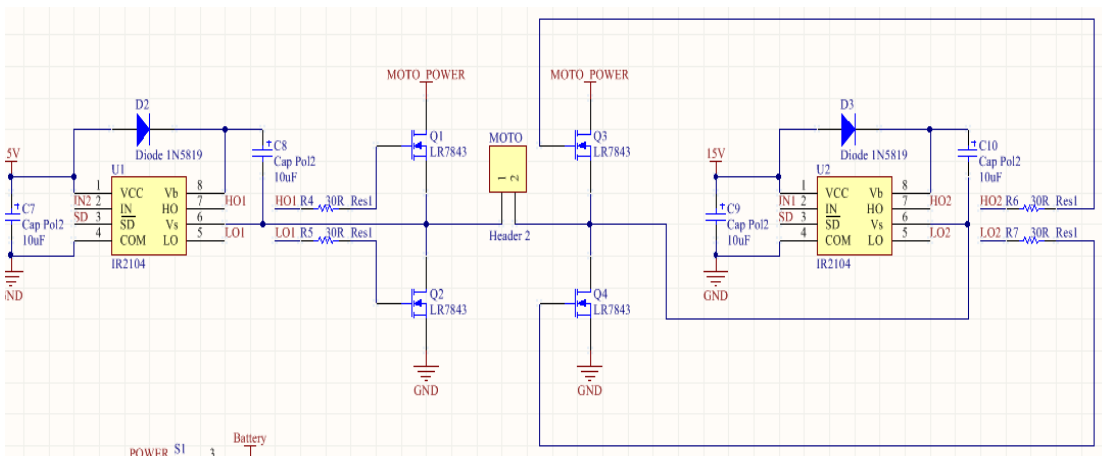 MOTO_POWER
MOTO_POWER
D2
D3
Diode 1N5819
Diode 1N5819
C8
Cap Pol2
10uF
Q1
LR7843
MOTO
1
2
Header 2
Q3
LR7843
C10
Cap Pol2
10uF
5V
U1
1 VCC Vb 8
IN2 2 IN HO 7 HO1
SD 3 SD Vs 6
4 COM LO 5 LO1
IR2104
C7
Cap Pol2
10uF
HO1 R4 30R Res1
LO1 R5 30R Res1
15V
U2
1 VCC Vb 8
IN1 2 IN HO 7 HO2
SD 3 SD Vs 6
4 COM LO 5 LO2
IR2104
C9
Cap Pol2
10uF
HO2 R6 30R Res1
LO2 R7 30R Res1
Q2
LR7843
Q4
LR7843
GND
GND
GND
GND
POWER S1 3
Battery